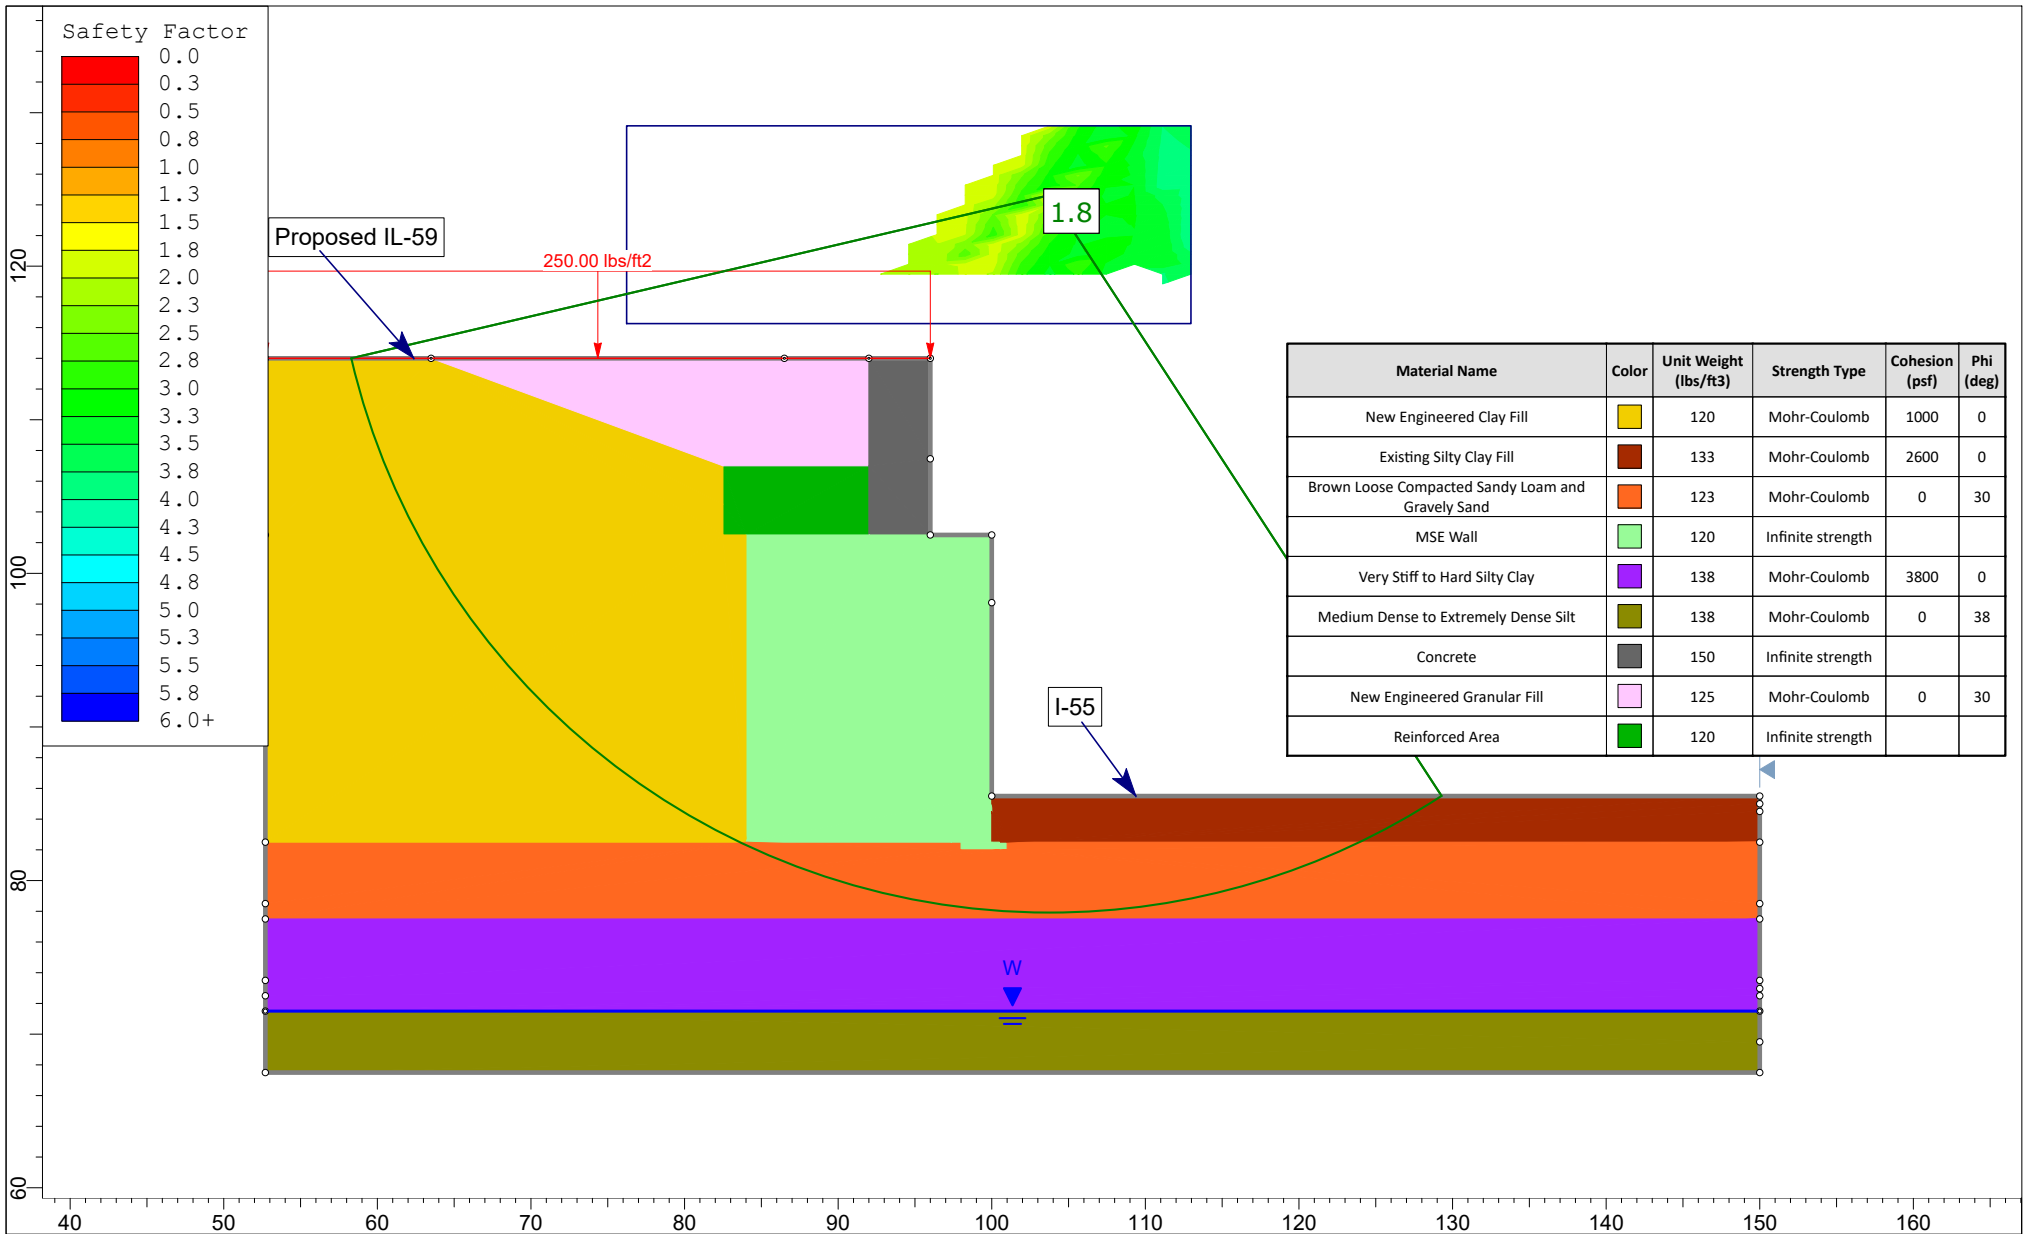 Safety Factor
0.0
0.3
0.5
0.8
1.0
1.3
1.5
1.8
2.0
2.3
2.5
2.8
3.0
3.3
3.5
3.8
4.0
4.3
4.5
4.8
5.0
5.3
5.5
5.8
6.0+
Proposed IL-59
250.00 lbs/ft2
1.8
I-55
W
Material Name Color Unit Weight (lbs/ft3) Strength Type Cohesion (psf) Phi (deg)
New Engineered Clay Fill 120 Mohr-Coulomb 1000 0
Existing Silty Clay Fill 133 Mohr-Coulomb 2600 0
Brown Loose Compacted Sandy Loam and Gravely Sand 123 Mohr-Coulomb 0 30
MSE Wall 120 Infinite strength
Very Stiff to Hard Silty Clay 138 Mohr-Coulomb 3800 0
Medium Dense to Extremely Dense Silt 138 Mohr-Coulomb 0 38
Concrete 150 Infinite strength
New Engineered Granular Fill 125 Mohr-Coulomb 0 30
Reinforced Area 120 Infinite strength
120
100
80
60
40 50 60 70 80 90 100 110 120 130 140 150 160